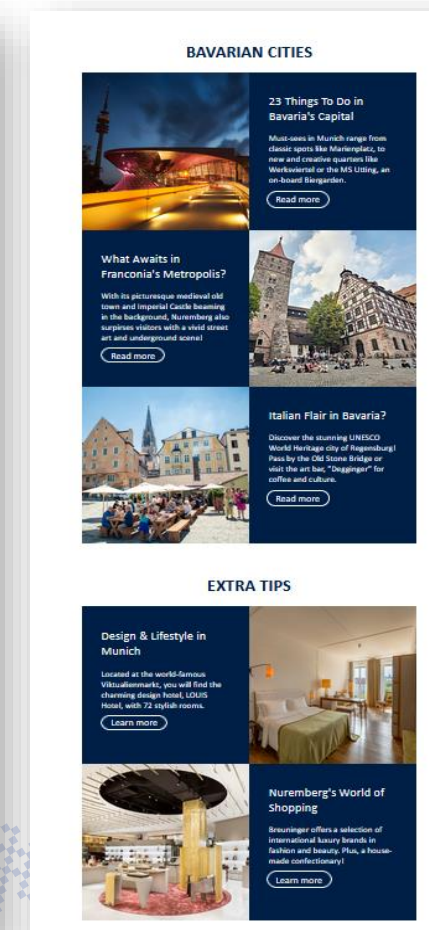 BAVARIAN CITIES
23 Things To Do in
Bavaria's Capital
Must-sees in Munich range from
classic spots like Marienplatz, to
new and creative quarters like
Werksviertel or the MS Utting, an
on-board Biergarden.
Read more
What Awaits in
Franconia's Metropolis?
With its picturesque medieval old
town and Imperial Castle beaming
in the background, Nuremberg also
surpirses visitors with a vivid street
art and underground scene!
Read more
Italian Flair in Bavaria?
Discover the stunning UNESCO
World Heritage city of Regensburg!
Pass by the Old Stone Bridge or
visit the art bar, "Degginger" for
coffee and culture.
Read more
EXTRA TIPS
Design & Lifestyle in
Munich
Located at the world-famous
Viktualienmarkt, you will find the
charming design hotel, LOUIS
Hotel, with 72 stylish rooms.
Learn more
Nuremberg's World of
Shopping
Breuninger offers a selection of
international luxury brands in
fashion and beauty. Plus, a house-
made confectionary!
Learn more